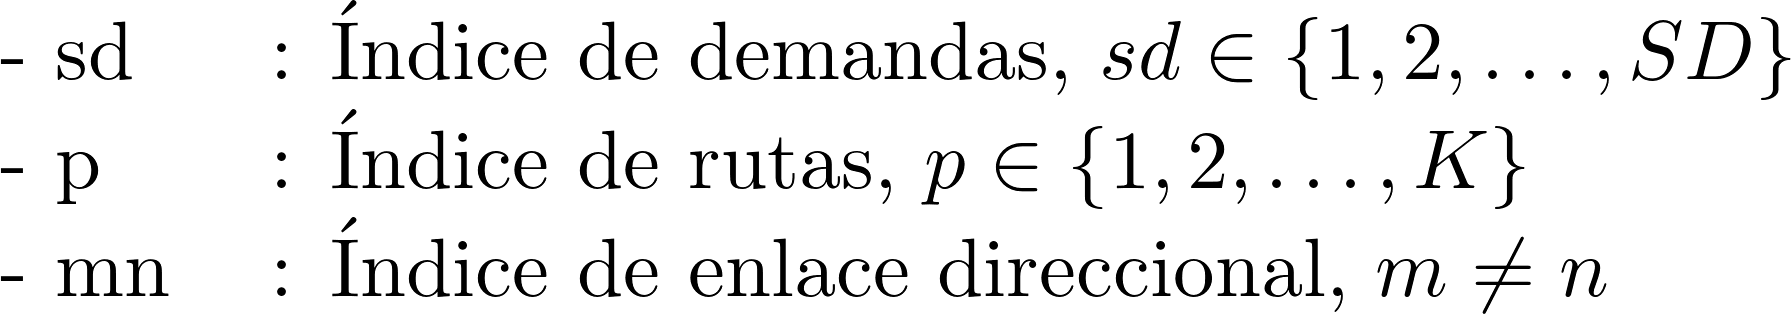 - sd : Índice de demandas, sd ∈ {1, 2, . . . , SD}
- p : Índice de rutas, p ∈ {1, 2, . . . , K}
- mn : Índice de enlace direccional, m ≠ n